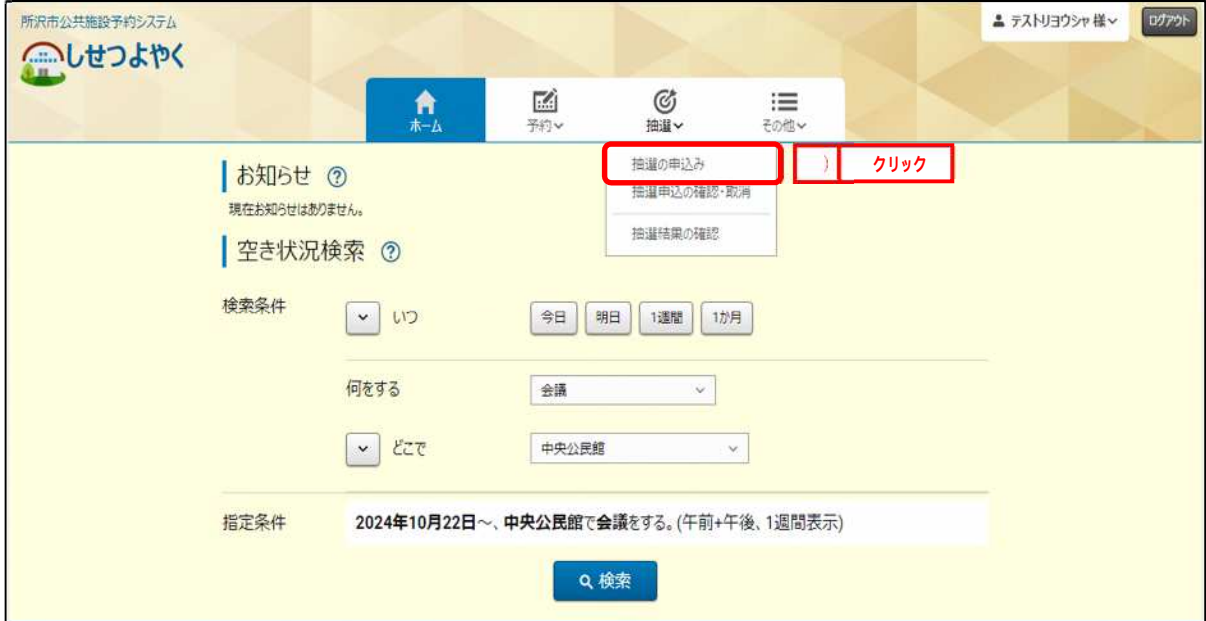 所沢市公共施設予約システム
しせつよやく
テストリヨウシャ 様
ログアウト
ホーム
予約
抽選
その他
抽選の申込み
) クリック
抽選申込の確認・取消
抽選結果の確認
お知らせ ?
現在お知らせはありません。
空き状況検索 ?
検索条件
いつ
今日 明日 1週間 1か月
何をする
会議
どこで
中央公民館
指定条件
2024年10月22日～、中央公民館で会議をする。(午前+午後、1週間表示)
検索